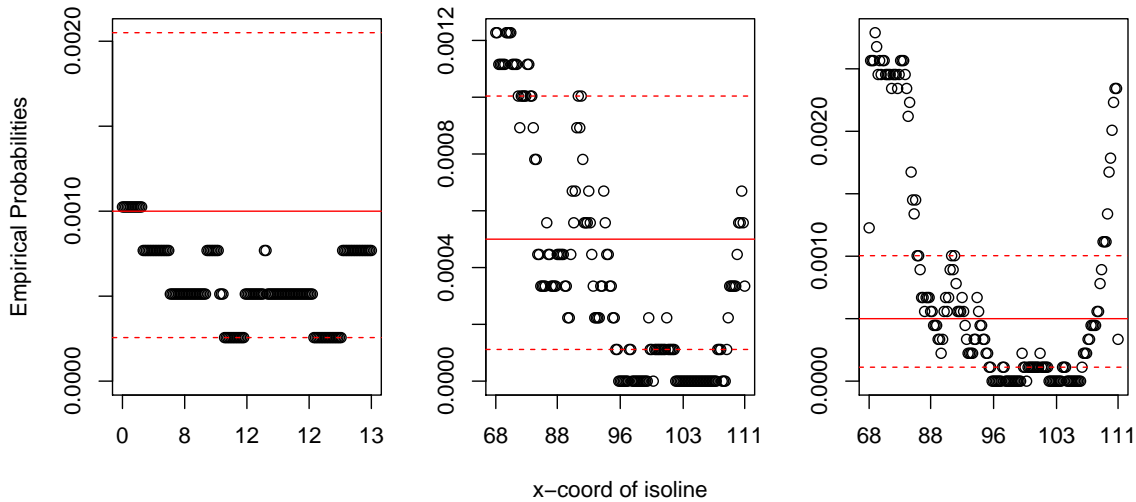 Empirical Probabilities
0.0000 0.0010 0.0020
0 8 12 12 13
0.0000 0.0004 0.0008 0.0012
68 88 96 103 111
0.0000 0.0010 0.0020
68 88 96 103 111
x−coord of isoline